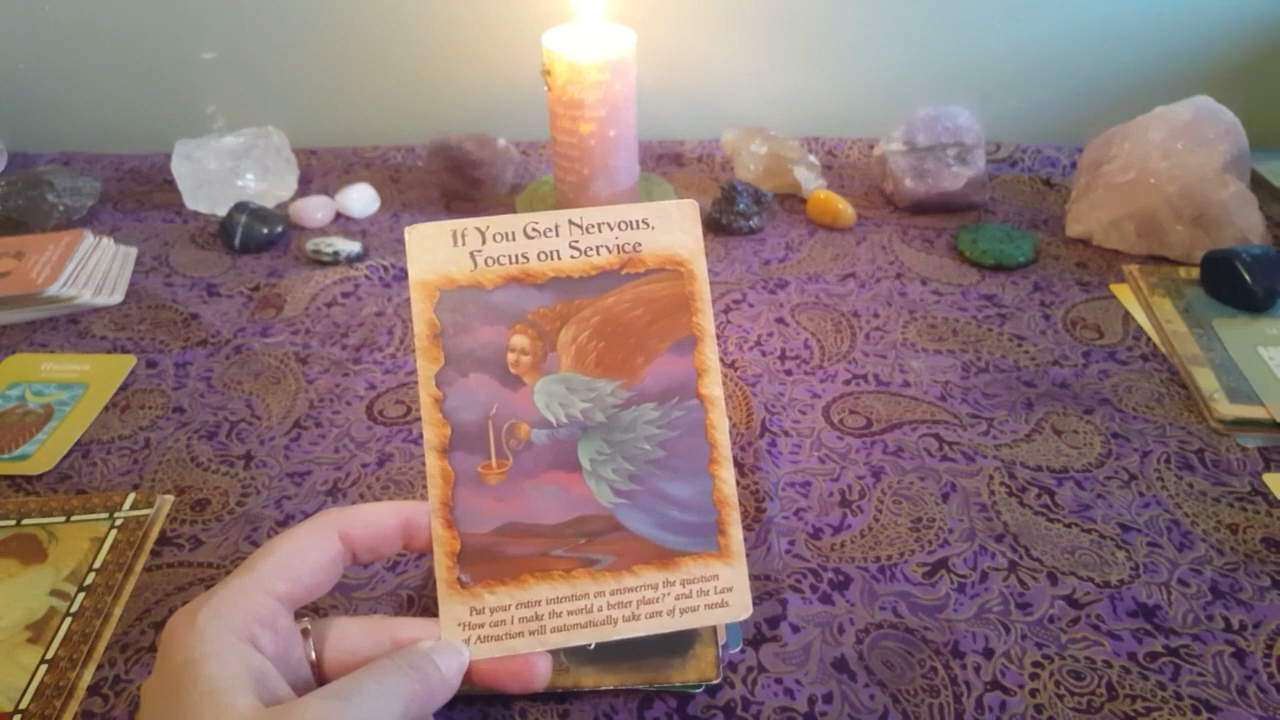 If You Get Nervous,
Focus on Service
Put your entire intention on answering the question
"How can I make the world a better place?" and the Law
of Attraction will automatically take care of your needs.